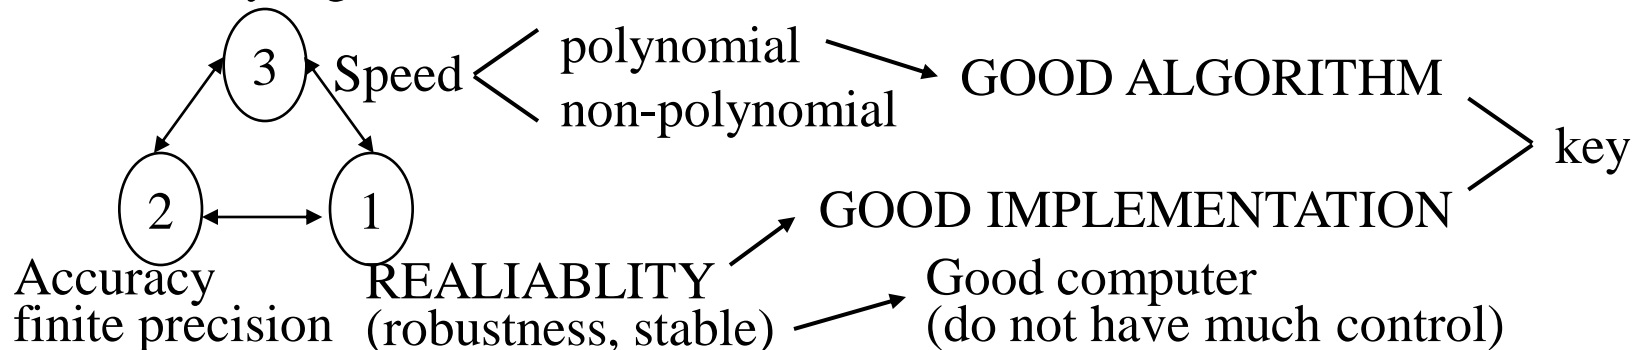 3
Speed
polynomial
non-polynomial
GOOD ALGORITHM
key
2
1
GOOD IMPLEMENTATION
Accuracy
finite precision
REALIABLITY
(robustness, stable)
Good computer
(do not have much control)